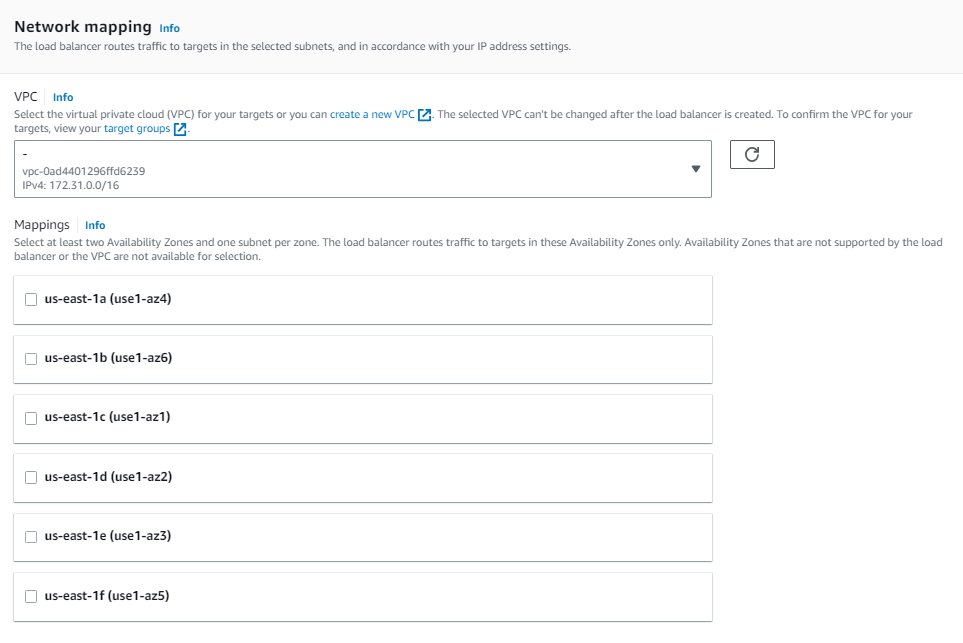 Network mapping Info
The load balancer routes traffic to targets in the selected subnets, and in accordance with your IP address settings.
VPC Info
Select the virtual private cloud (VPC) for your targets or you can create a new VPC. The selected VPC can't be changed after the load balancer is created. To confirm the VPC for your
targets, view your target groups.
-
vpc-0ad4401296ffd6239
IPv4: 172.31.0.0/16
Mappings Info
Select at least two Availability Zones and one subnet per zone. The load balancer routes traffic to targets in these Availability Zones only. Availability Zones that are not supported by the load
balancer or the VPC are not available for selection.
us-east-1a (use1-az4)
us-east-1b (use1-az6)
us-east-1c (use1-az1)
us-east-1d (use1-az2)
us-east-1e (use1-az3)
us-east-1f (use1-az5)